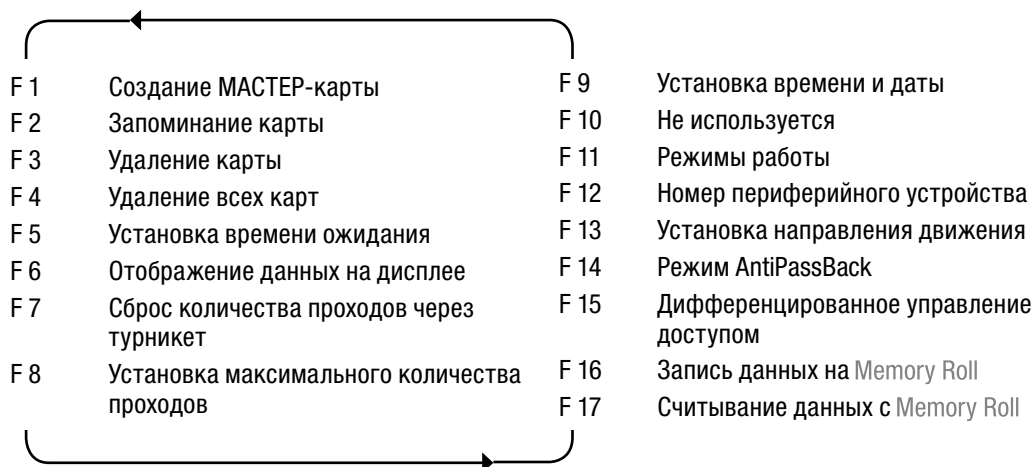 F 1 Создание МАСТЕР-карты
F 2 Запоминание карты
F 3 Удаление карты
F 4 Удаление всех карт
F 5 Установка времени ожидания
F 6 Отображение данных на дисплее
F 7 Сброс количества проходов через
турникет
F 8 Установка максимального количества
проходов
F 9 Установка времени и даты
F 10 Не используется
F 11 Режимы работы
F 12 Номер периферийного устройства
F 13 Установка направления движения
F 14 Режим AntiPassBack
F 15 Дифференцированное управление
доступом
F 16 Запись данных на Memory Roll
F 17 Считывание данных с Memory Roll